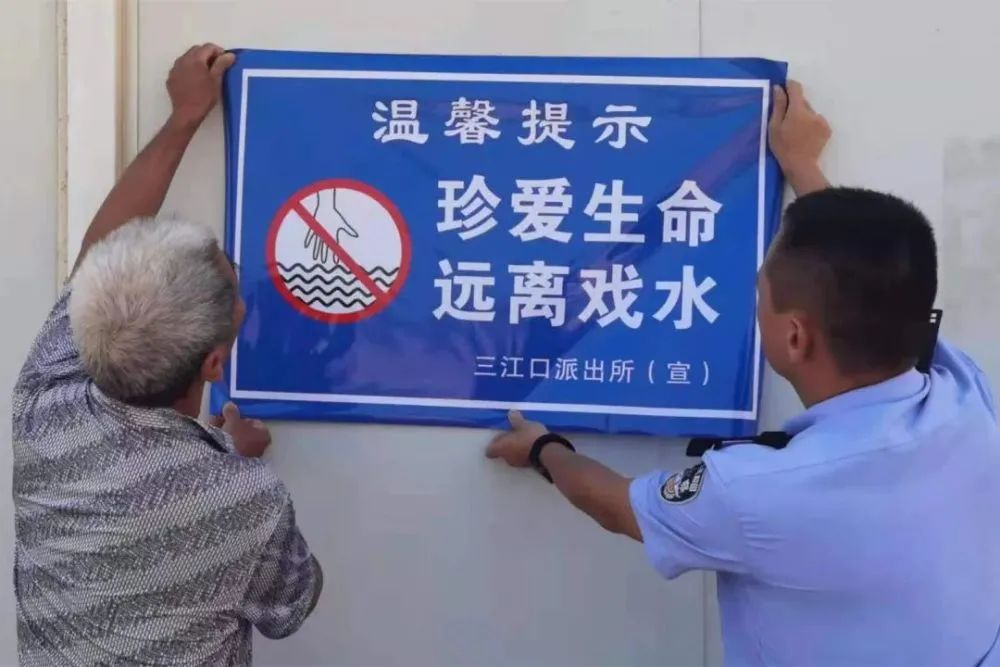 温馨提示
珍爱生命
远离戏水
三江口派出所（宣）